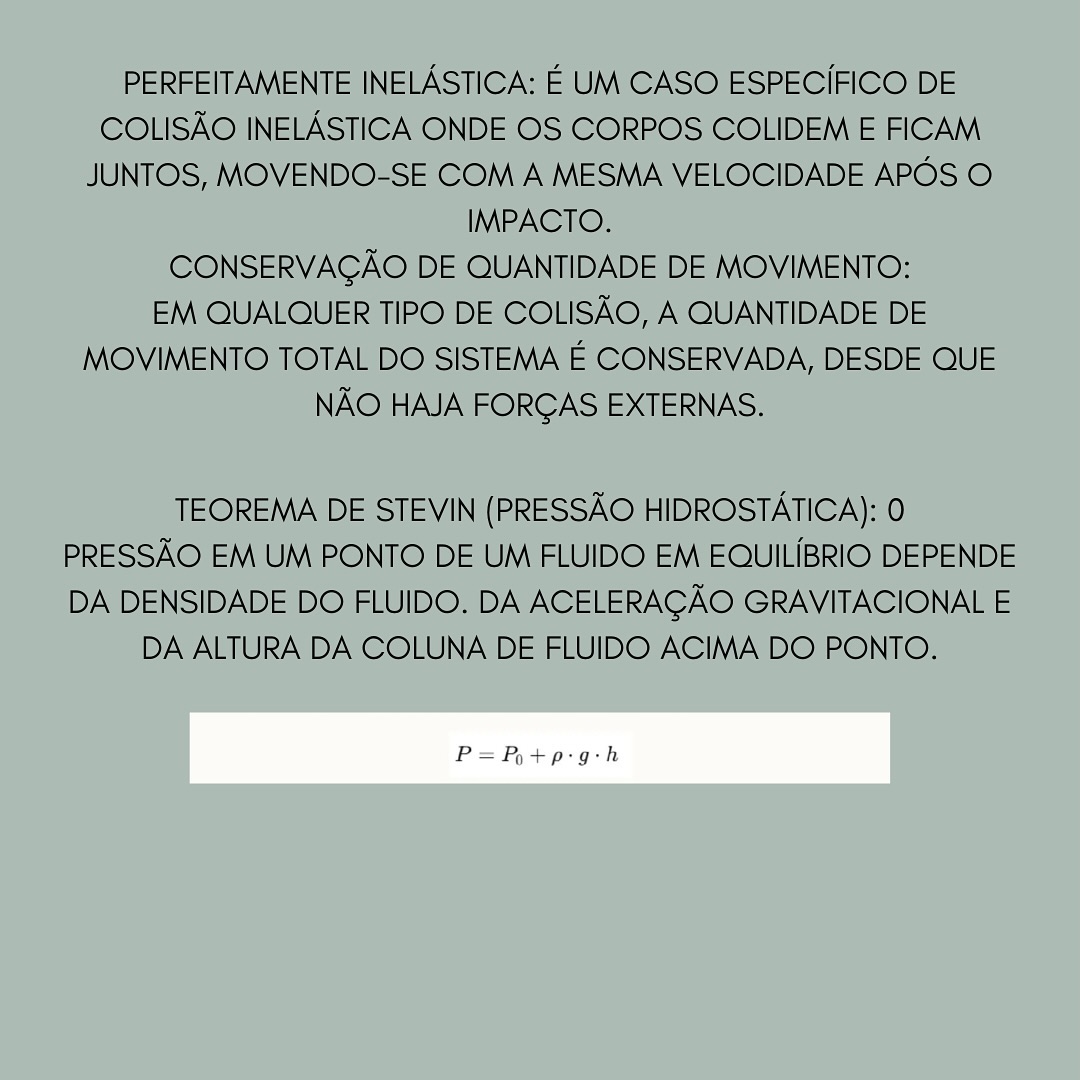 PERFEITAMENTE INELÁSTICA: É UM CASO ESPECÍFICO DE
COLISÃO INELÁSTICA ONDE OS CORPOS COLIDEM E FICAM
JUNTOS, MOVENDO-SE COM A MESMA VELOCIDADE APÓS O
IMPACTO.
CONSERVAÇÃO DE QUANTIDADE DE MOVIMENTO:
EM QUALQUER TIPO DE COLISÃO, A QUANTIDADE DE
MOVIMENTO TOTAL DO SISTEMA É CONSERVADA, DESDE QUE
NÃO HAJA FORÇAS EXTERNAS.
TEOREMA DE STEVIN (PRESSÃO HIDROSTÁTICA): 0
PRESSÃO EM UM PONTO DE UM FLUIDO EM EQUILÍBRIO DEPENDE
DA DENSIDADE DO FLUIDO. DA ACELERAÇÃO GRAVITACIONAL E
DA ALTURA DA COLUNA DE FLUIDO ACIMA DO PONTO.
P = P₀ + ρ · g · h